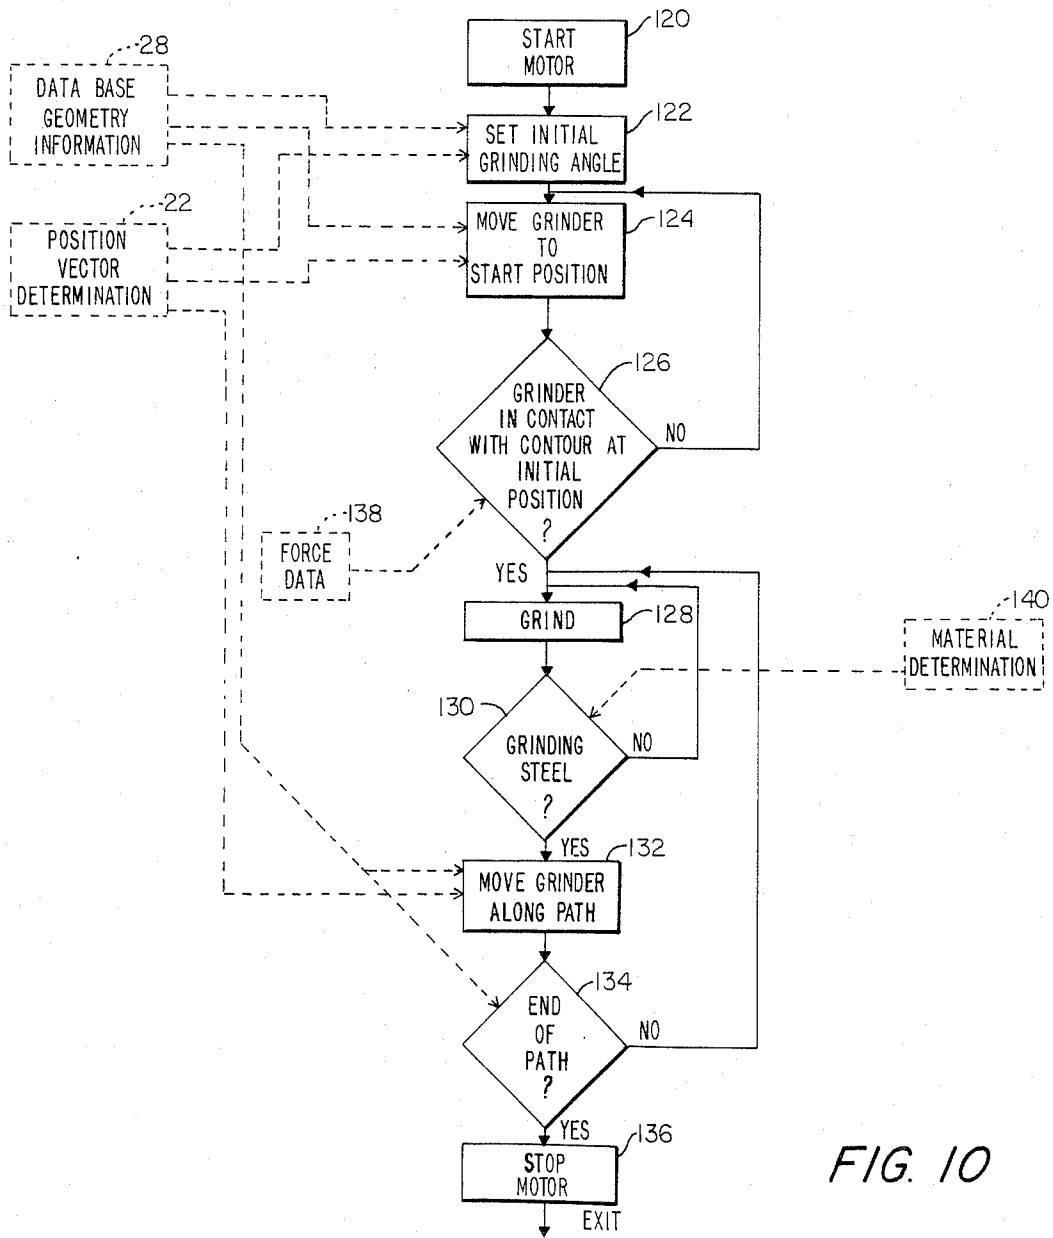 120
START
MOTOR
28
DATA BASE
GEOMETRY
INFORMATION
122
SET INITIAL
GRINDING ANGLE
22
POSITION
VECTOR
DETERMINATION
124
MOVE GRINDER
TO
START POSITION
126
GRINDER
IN CONTACT
WITH CONTOUR AT
INITIAL
POSITION
?
NO
138
FORCE
DATA
YES
GRIND
128
140
MATERIAL
DETERMINATION
130
GRINDING
STEEL
?
NO
YES
132
MOVE GRINDER
ALONG PATH
134
END
OF
PATH
?
NO
YES
136
STOP
MOTOR
EXIT
FIG. 10